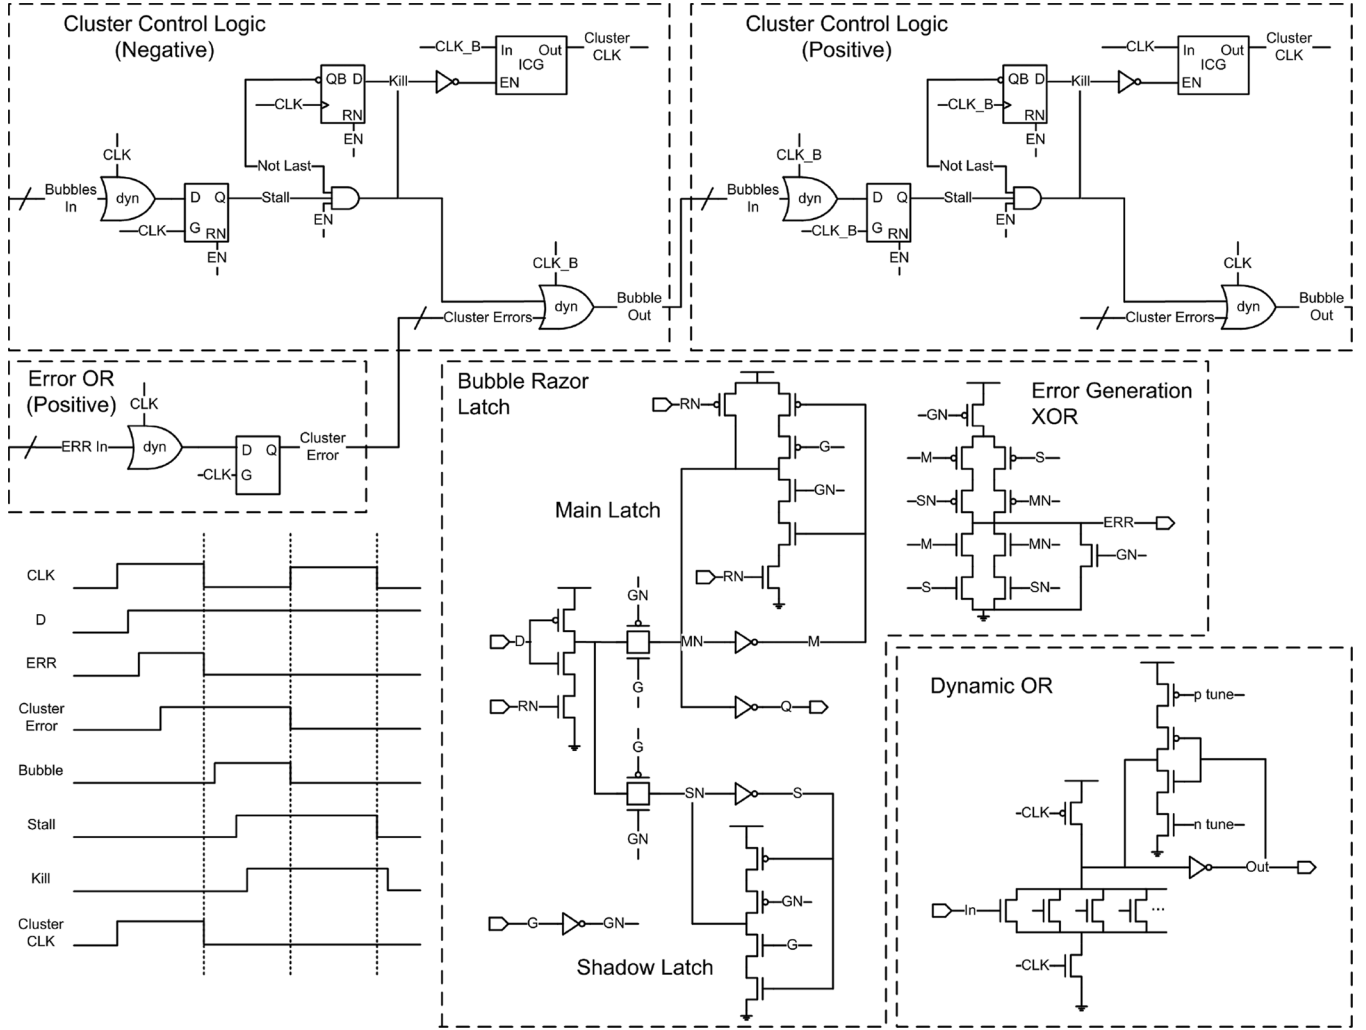 Cluster Control Logic
(Negative)
CLK_B
In
Out
ICG
EN
Cluster
CLK
QB
D
CLK
RN
EN
Kill
Not Last
CLK
Bubbles
In
dyn
D
Q
CLK
G
RN
EN
Stall
EN
CLK_B
dyn
Cluster Errors
Bubble
Out
Cluster Control Logic
(Positive)
CLK
In
Out
ICG
EN
Cluster
CLK
QB
D
CLK_B
RN
EN
Kill
Not Last
CLK_B
Bubbles
In
dyn
D
Q
CLK_B
G
RN
EN
Stall
EN
CLK
dyn
Cluster Errors
Bubble
Out
Error OR
(Positive)
CLK
ERR In
dyn
D
Q
CLK
G
Cluster
Error
CLK
D
ERR
Cluster
Error
Bubble
Stall
Kill
Cluster
CLK
Bubble Razor
Latch
RN
G
GN
RN
Main Latch
GN
D
MN
M
G
RN
Q
G
SN
S
GN
GN
G
G
GN
Shadow Latch
Error Generation
XOR
GN
M
S
SN
MN
ERR
M
MN
GN
S
SN
Dynamic OR
p tune
CLK
n tune
Out
In
...
CLK